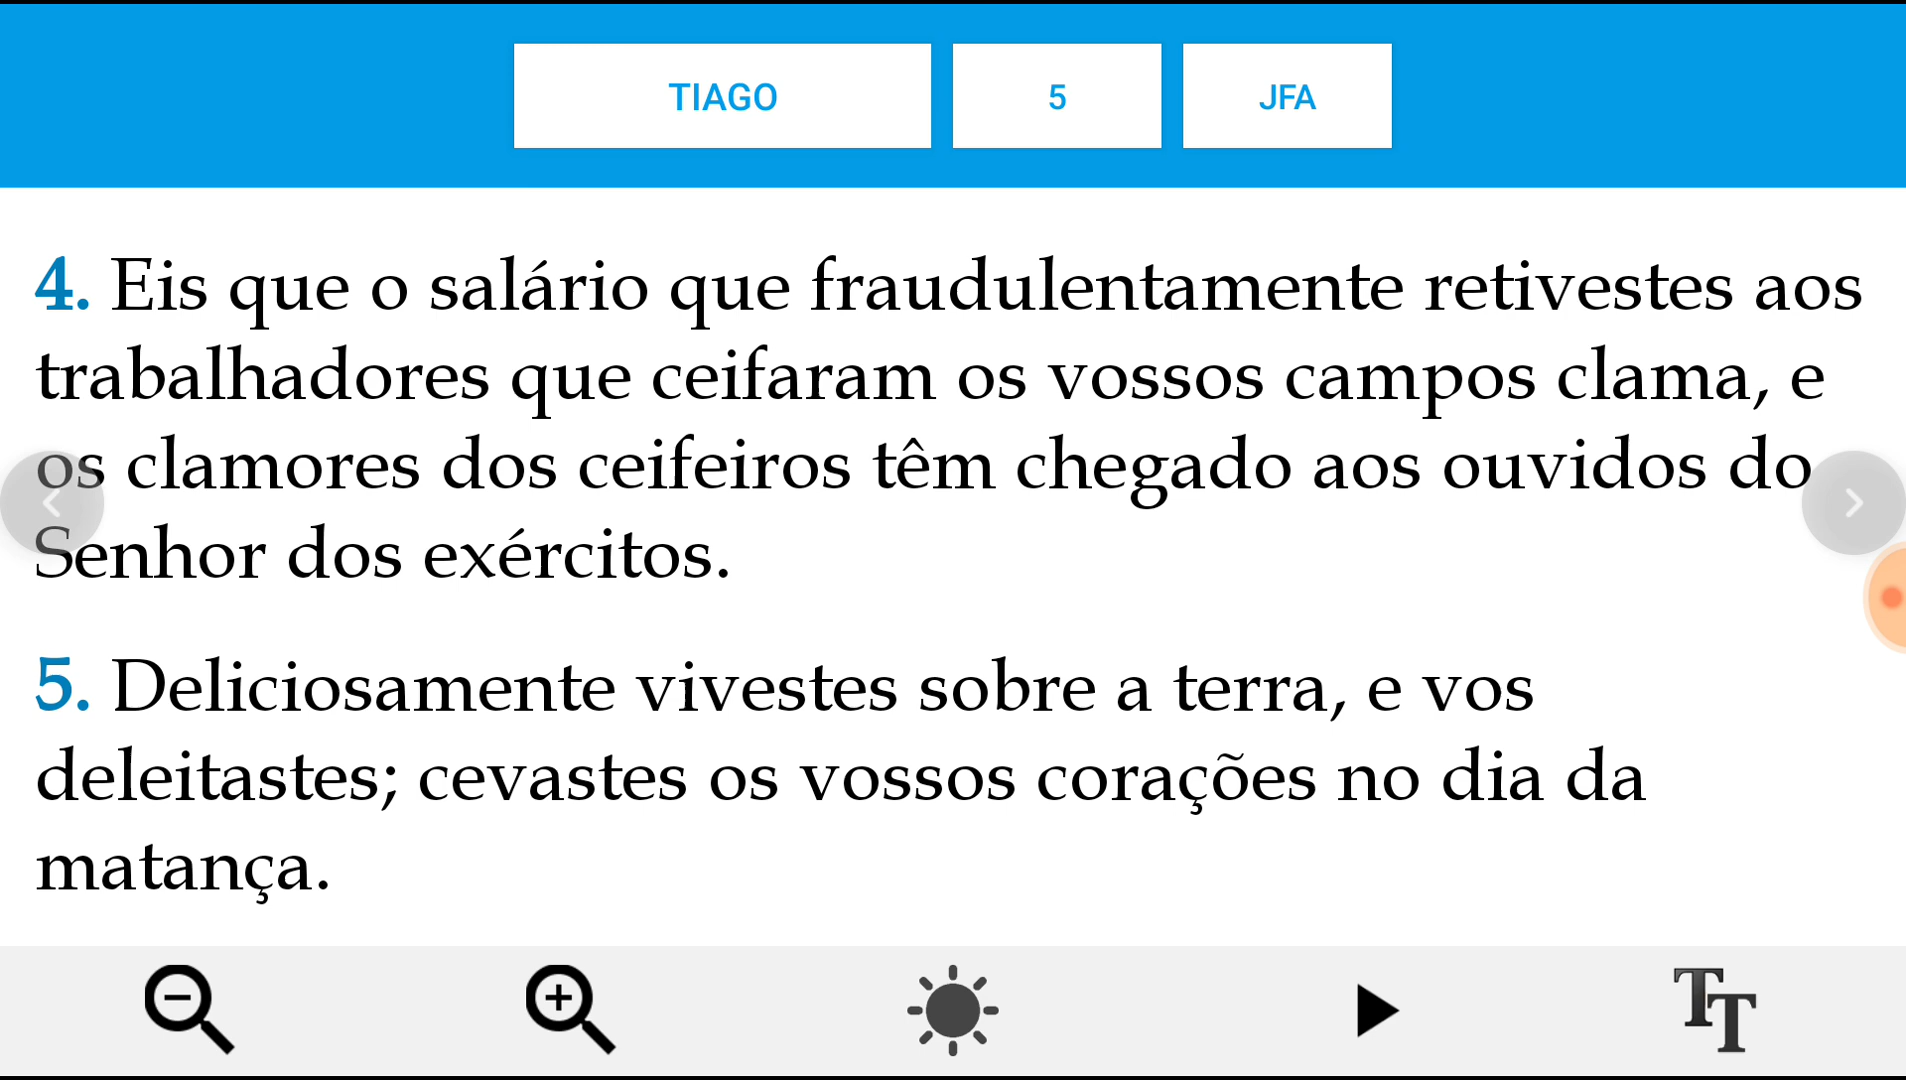 TIAGO 5 JFA
4. Eis que o salário que fraudulentamente retivestes aos
trabalhadores que ceifaram os vossos campos clama, e
os clamores dos ceifeiros têm chegado aos ouvidos do
Senhor dos exércitos.
5. Deliciosamente vivestes sobre a terra, e vos
deleitastes; cevastes os vossos corações no dia da
matança.
TT